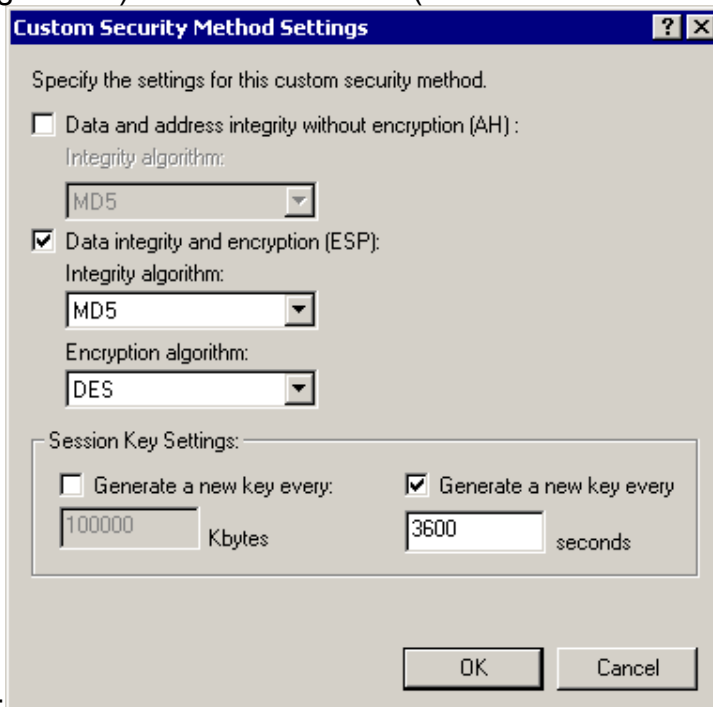 Custom Security Method Settings
Specify the settings for this custom security method.
Data and address integrity without encryption (AH) :
Integrity algorithm:
MD5
Data integrity and encryption (ESP):
Integrity algorithm:
MD5
Encryption algorithm:
DES
Session Key Settings:
Generate a new key every: Generate a new key every
100000 Kbytes 3600 seconds
OK Cancel